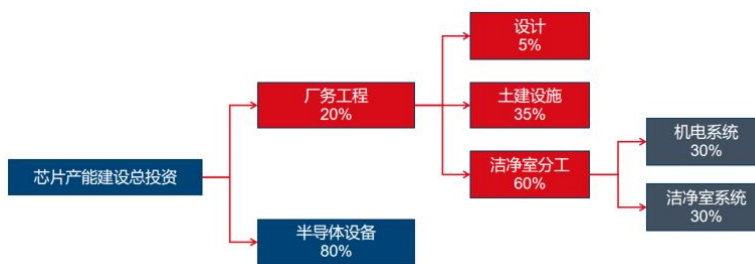 设计
5%
厂务工程
20%
土建设施
35%
机电系统
30%
芯片产能建设总投资
洁净室分工
60%
洁净室系统
30%
半导体设备
80%